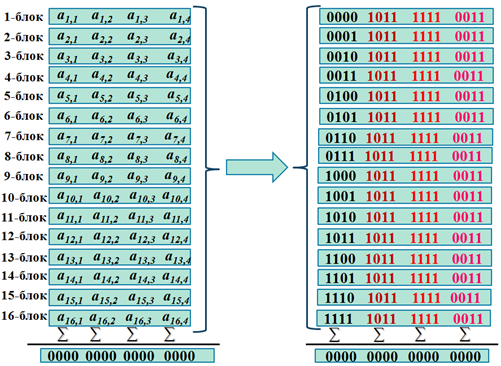 1-блок a1,1 a1,2 a1,3 a1,4 0000 1011 1111 0011
2-блок a2,1 a2,2 a2,3 a2,4 0001 1011 1111 0011
3-блок a3,1 a3,2 a3,3 a3,4 0010 1011 1111 0011
4-блок a4,1 a4,2 a4,3 a4,4 0011 1011 1111 0011
5-блок a5,1 a5,2 a5,3 a5,4 0100 1011 1111 0011
6-блок a6,1 a6,2 a6,3 a6,4 0101 1011 1111 0011
7-блок a7,1 a7,2 a7,3 a7,4 0110 1011 1111 0011
8-блок a8,1 a8,2 a8,3 a8,4 0111 1011 1111 0011
9-блок a9,1 a9,2 a9,3 a9,4 1000 1011 1111 0011
10-блок a10,1 a10,2 a10,3 a10,4 1001 1011 1111 0011
11-блок a11,1 a11,2 a11,3 a11,4 1010 1011 1111 0011
12-блок a12,1 a12,2 a12,3 a12,4 1011 1011 1111 0011
13-блок a13,1 a13,2 a13,3 a13,4 1100 1011 1111 0011
14-блок a14,1 a14,2 a14,3 a14,4 1101 1011 1111 0011
15-блок a15,1 a15,2 a15,3 a15,4 1110 1011 1111 0011
16-блок a16,1 a16,2 a16,3 a16,4 1111 1011 1111 0011
∑ ∑ ∑ ∑ ∑ ∑ ∑ ∑
0000 0000 0000 0000 0000 0000 0000 0000